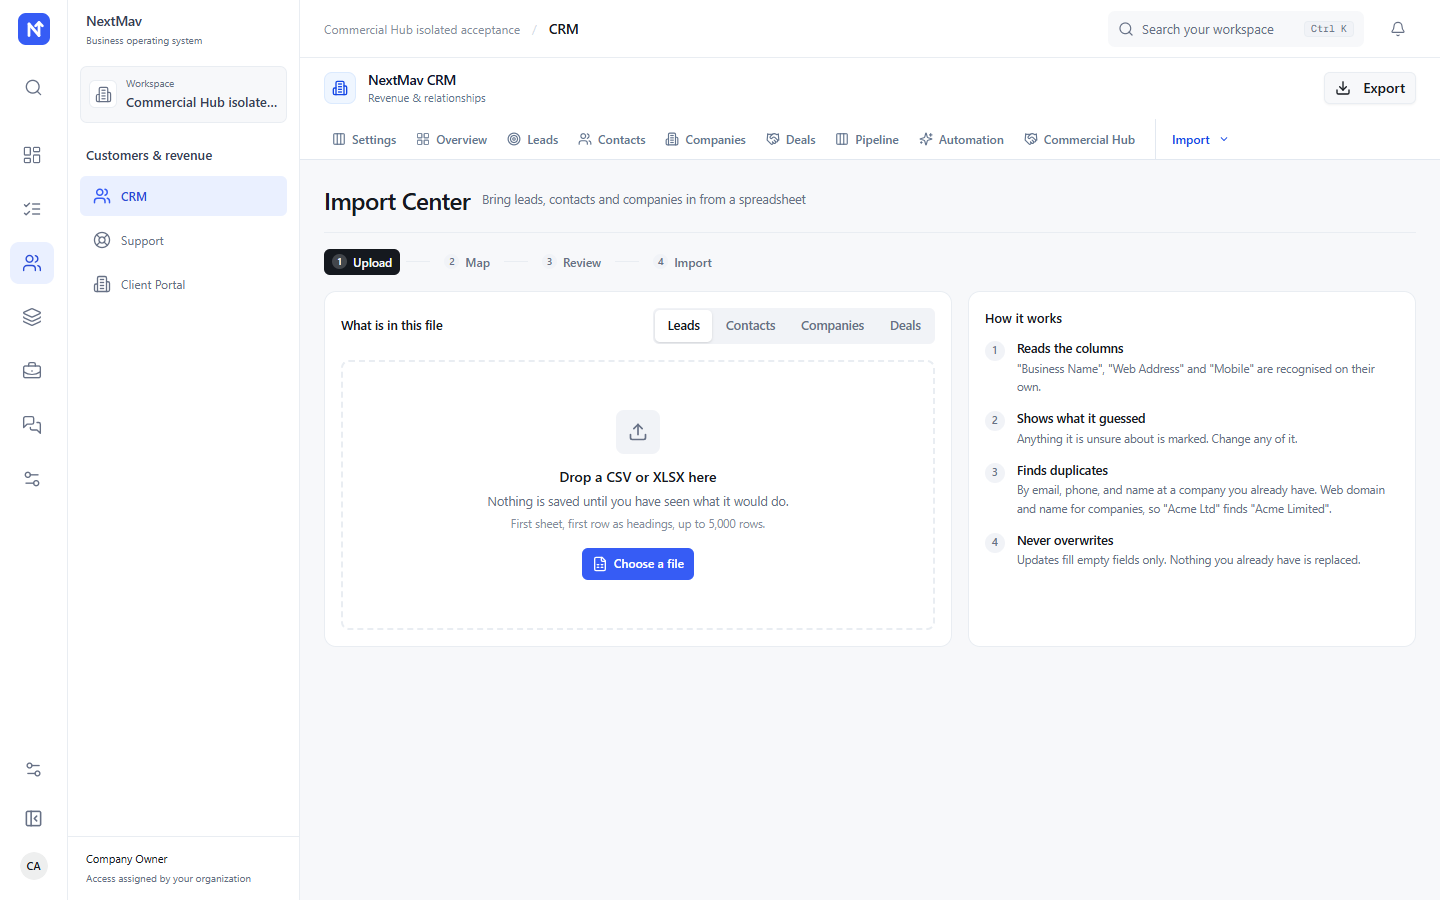 NextMav
Business operating system
Workspace
Commercial Hub isolate...
Customers & revenue
CRM
Support
Client Portal
Company Owner
Access assigned by your organization
CA
Commercial Hub isolated acceptance / CRM
Search your workspace Ctrl K
NextMav CRM
Revenue & relationships
Export
Settings Overview Leads Contacts Companies Deals Pipeline Automation Commercial Hub Import
Import Center Bring leads, contacts and companies in from a spreadsheet
1 Upload 2 Map 3 Review 4 Import
What is in this file
Leads Contacts Companies Deals
Drop a CSV or XLSX here
Nothing is saved until you have seen what it would do.
First sheet, first row as headings, up to 5,000 rows.
Choose a file
How it works
1 Reads the columns
"Business Name", "Web Address" and "Mobile" are recognised on their
own.
2 Shows what it guessed
Anything it is unsure about is marked. Change any of it.
3 Finds duplicates
By email, phone, and name at a company you already have. Web domain
and name for companies, so "Acme Ltd" finds "Acme Limited".
4 Never overwrites
Updates fill empty fields only. Nothing you already have is replaced.